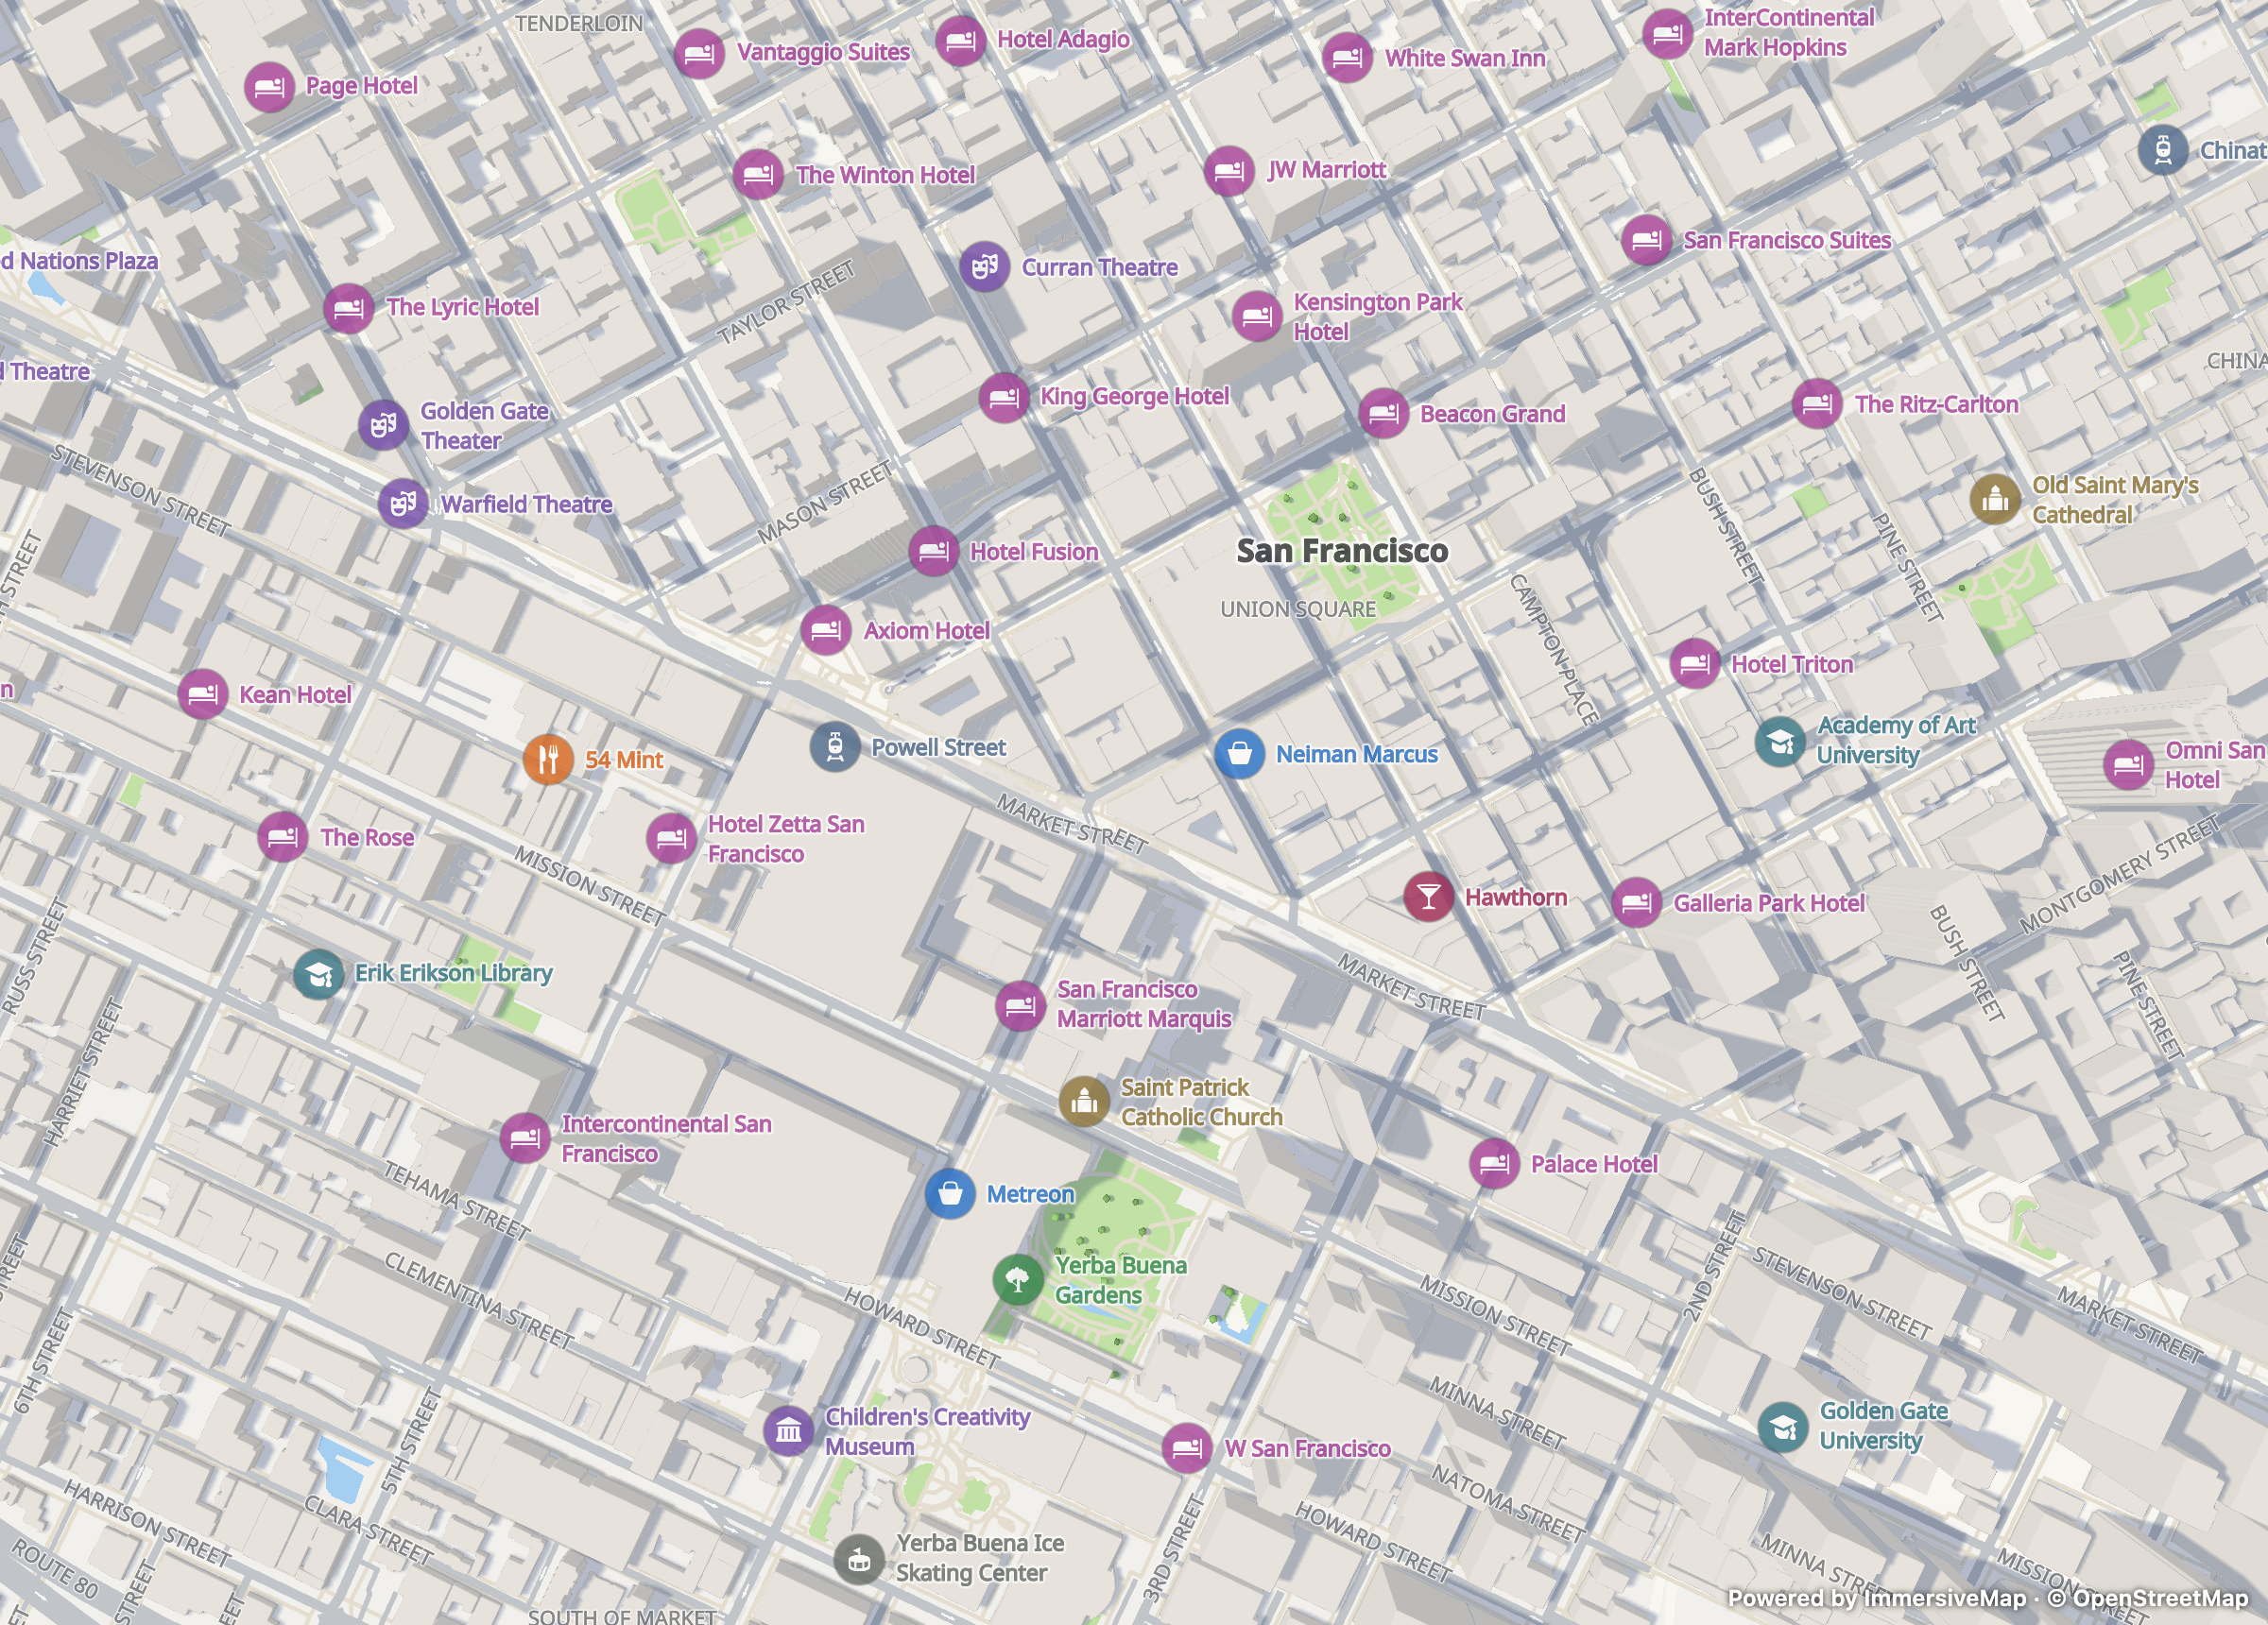 TENDERLOIN
Vantaggio Suites
Hotel Adagio
White Swan Inn
InterContinental
Mark Hopkins
Page Hotel
The Winton Hotel
JW Marriott
Chinat
San Francisco Suites
d Nations Plaza
The Lyric Hotel
TAYLOR STREET
Curran Theatre
Kensington Park
Hotel
CHINA
d Theatre
Golden Gate
Theater
King George Hotel
Beacon Grand
The Ritz-Carlton
STEVENSON STREET
Warfield Theatre
MASON STREET
BUSH STREET
PINE STREET
Old Saint Mary's
Cathedral
Hotel Fusion
San Francisco
UNION SQUARE
CAMPTON PLACE
H STREET
Axiom Hotel
Hotel Triton
n
Kean Hotel
54 Mint
Powell Street
Neiman Marcus
Academy of Art
University
Omni San
Hotel
The Rose
Hotel Zetta San
Francisco
MARKET STREET
MISSION STREET
Hawthorn
Galleria Park Hotel
MONTGOMERY STREET
RUSS STREET
Erik Erikson Library
MARKET STREET
BUSH STREET
PINE STREET
San Francisco
Marriott Marquis
HARRIET STREET
Saint Patrick
Catholic Church
Intercontinental San
Francisco
Palace Hotel
TEHAMA STREET
Metreon
Yerba Buena
Gardens
STREET
CLEMENTINA STREET
HOWARD STREET
MISSION STREET
2ND STREET
STEVENSON STREET
MARKET STREET
6TH STREET
5TH STREET
Children's Creativity
Museum
W San Francisco
MINNA STREET
Golden Gate
University
HARRISON STREET
CLARA STREET
NATOMA STREET
HOWARD STREET
3RD STREET
Yerba Buena Ice
Skating Center
ROUTE 80
STREET
MINNA STREET
MISSION STREET
SOUTH OF MARKET
Powered by ImmersiveMap · © OpenStreetMap